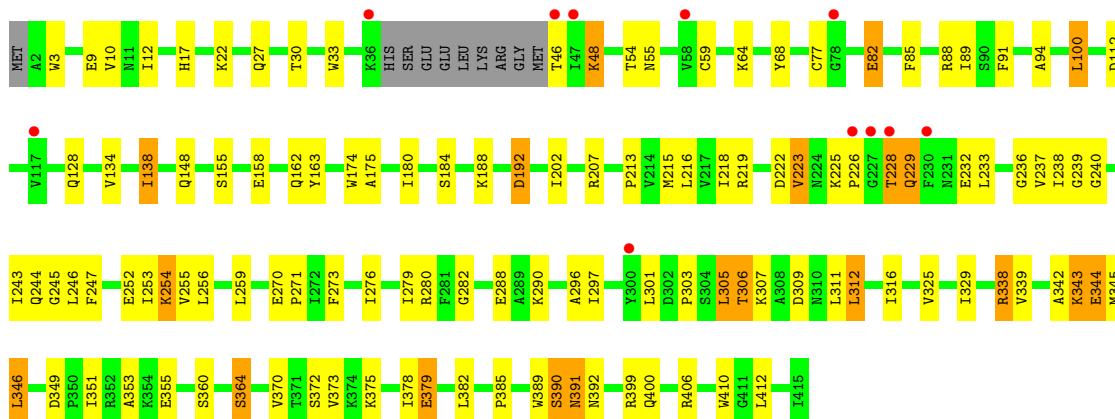 MET A2 W3 E9 V10 N11 I12 H17 K22 Q27 T30 W33 K36 HIS SER GLU GLU LEU LYS ARG GLY MET T46 I47 K48 T54 N55 V58 C59 K64 Y68 C77 G78 E82 F85 R88 I89 S90 F91 A94 L100
V117 Q128 V134 I138 Q148 S155 E158 Q162 Y163 W174 A175 I180 S184 K188 D192 I202 R207 P213 V214 M215 L216 V217 I218 R219 D222 V223 N224 K225 P226 G227 T228 Q229 F230 N231 E232 L233 G236 V237 I238 G239 G240
I243 Q244 G245 L246 F247 E252 I253 K254 V255 L256 L259 E270 P271 I272 F273 I276 I279 R280 F281 G282 E288 A289 K290 A296 I297 Y300 L301 D302 P303 S304 L305 T306 K307 A308 D309 N310 L311 L312 I316 V325 I329 R338 V339 A342 K343 E344 M345
L346 D349 P350 I351 R352 A353 K354 E355 S360 S364 V370 T371 S372 V373 K374 K375 I378 E379 L382 P385 W389 S390 N391 N392 R399 Q400 R406 W410 G411 L412 I415